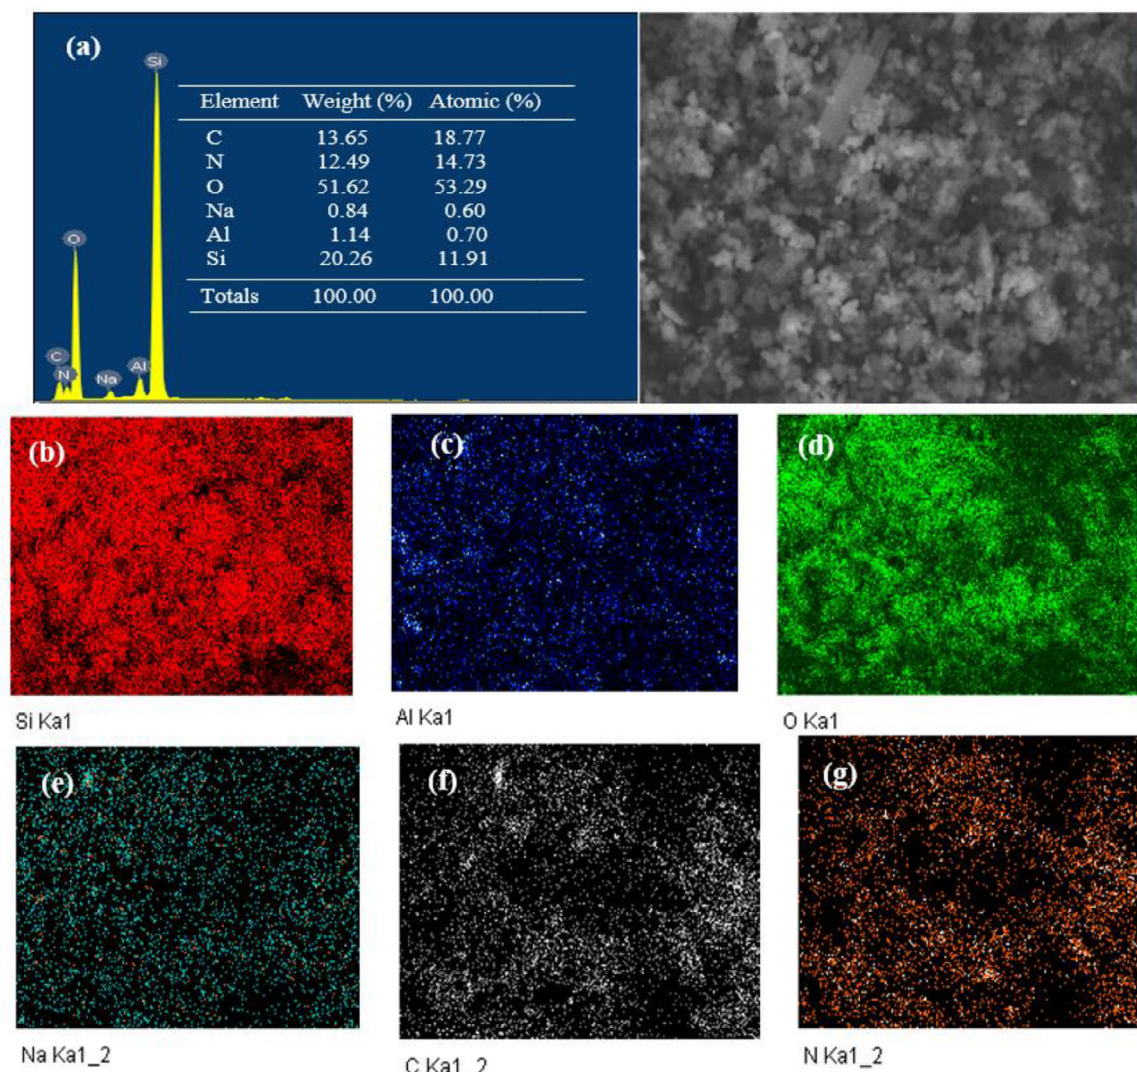 (a)
Si
O
C
N
Na
Al
Element Weight (%) Atomic (%)
C 13.65 18.77
N 12.49 14.73
O 51.62 53.29
Na 0.84 0.60
Al 1.14 0.70
Si 20.26 11.91
Totals 100.00 100.00
(b)
(c)
(d)
Si Ka1
Al Ka1
O Ka1
(e)
(f)
(g)
Na Ka1_2
C Ka1_2
N Ka1_2